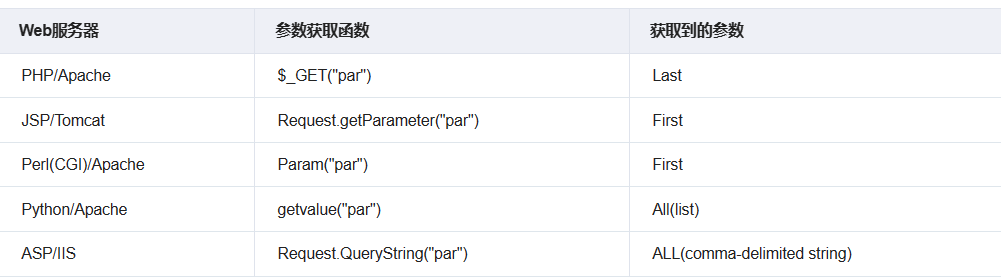 Web服务器 参数获取函数 获取到的参数
PHP/Apache $_GET("par") Last
JSP/Tomcat Request.getParameter("par") First
Perl(CGI)/Apache Param("par") First
Python/Apache getvalue("par") All(list)
ASP/IIS Request.QueryString("par") ALL(comma-delimited string)